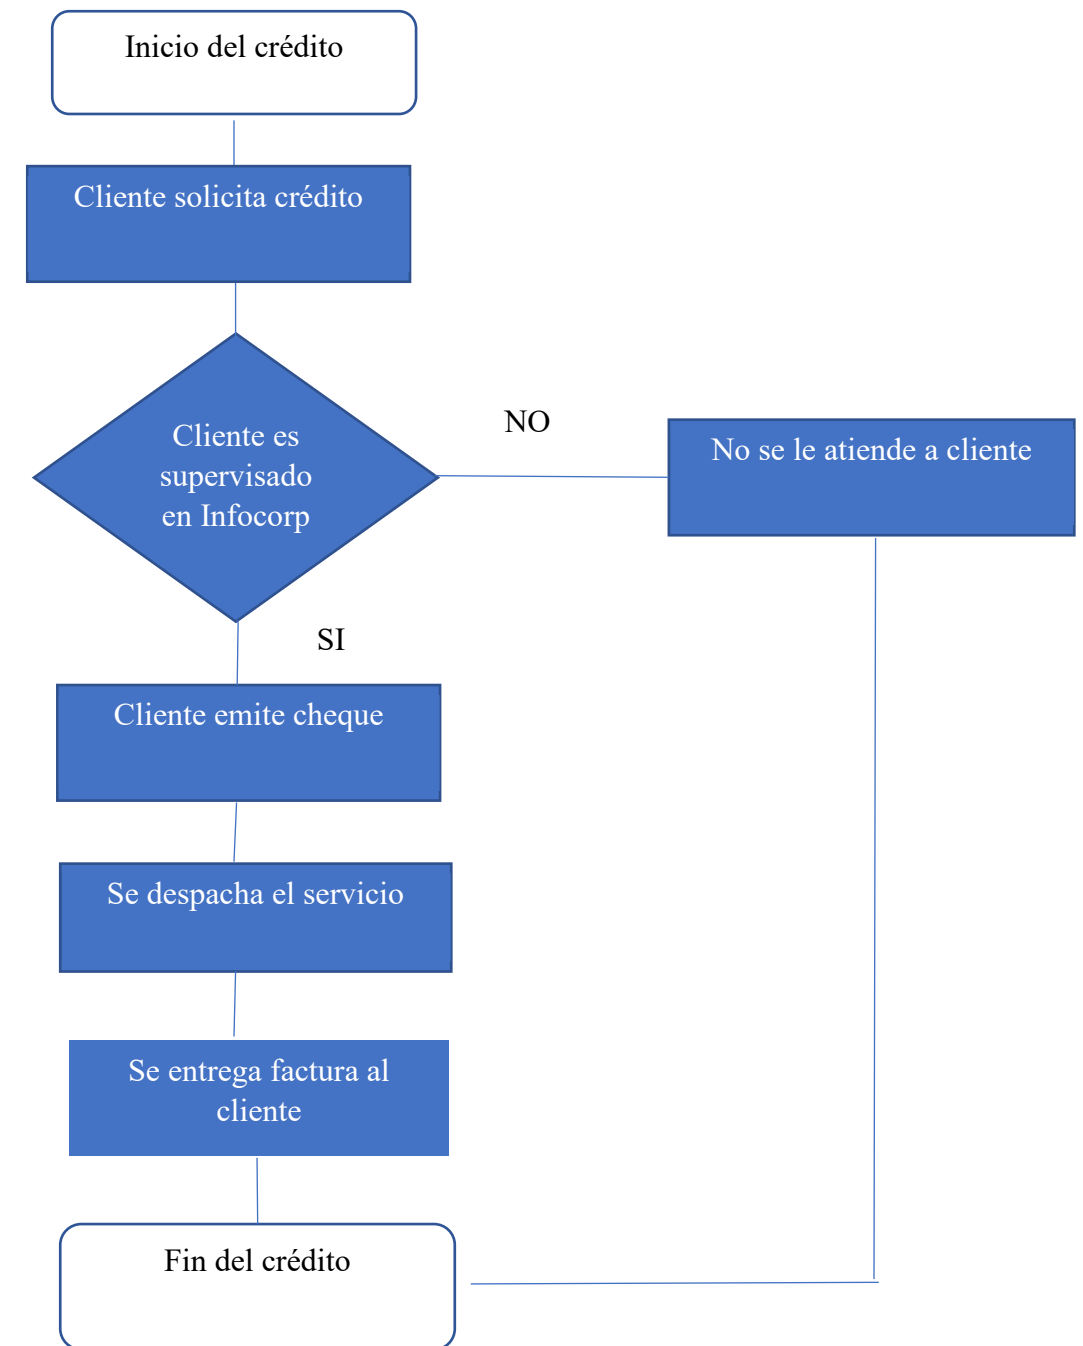 Inicio del crédito
Cliente solicita crédito
Cliente es
supervisado
en Infocorp
NO
No se le atiende a cliente
SI
Cliente emite cheque
Se despacha el servicio
Se entrega factura al
cliente
Fin del crédito